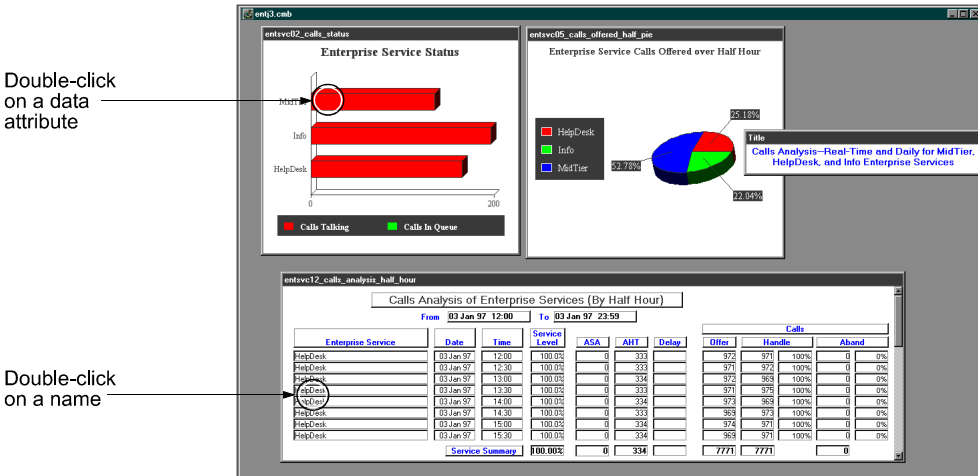 entj3.cmb
entsvc02_calls_status
Enterprise Service Status
MidTier
Info
HelpDesk
0
200
Calls Talking
Calls In Queue
entsvc05_calls_offered_half_pie
Enterprise Service Calls Offered over Half Hour
HelpDesk
Info
MidTier
25.18%
52.78%
22.04%
Title
Calls Analysis--Real-Time and Daily for MidTier,
HelpDesk, and Info Enterprise Services
Double-click
on a data
attribute
entsvc12_calls_analysis_half_hour
Calls Analysis of Enterprise Services (By Half Hour)
From 03 Jan 97 12:00 To 03 Jan 97 23:59
Calls
Enterprise Service Date Time Service Level ASA AHT Delay Offer Handle Aband
HelpDesk 03 Jan 97 12:00 100.0% 0 333 972 971 100% 0 0%
HelpDesk 03 Jan 97 12:30 100.0% 0 333 971 972 100% 0 0%
HelpDesk 03 Jan 97 13:00 100.0% 0 334 972 969 100% 0 0%
HelpDesk 03 Jan 97 13:30 100.0% 0 333 971 975 100% 0 0%
HelpDesk 03 Jan 97 14:00 100.0% 0 334 973 969 100% 0 0%
HelpDesk 03 Jan 97 14:30 100.0% 0 333 969 973 100% 0 0%
HelpDesk 03 Jan 97 15:00 100.0% 0 334 974 971 100% 0 0%
HelpDesk 03 Jan 97 15:30 100.0% 0 334 969 971 100% 0 0%
Service Summary 100.00% 0 334 7771 7771 0
Double-click
on a name